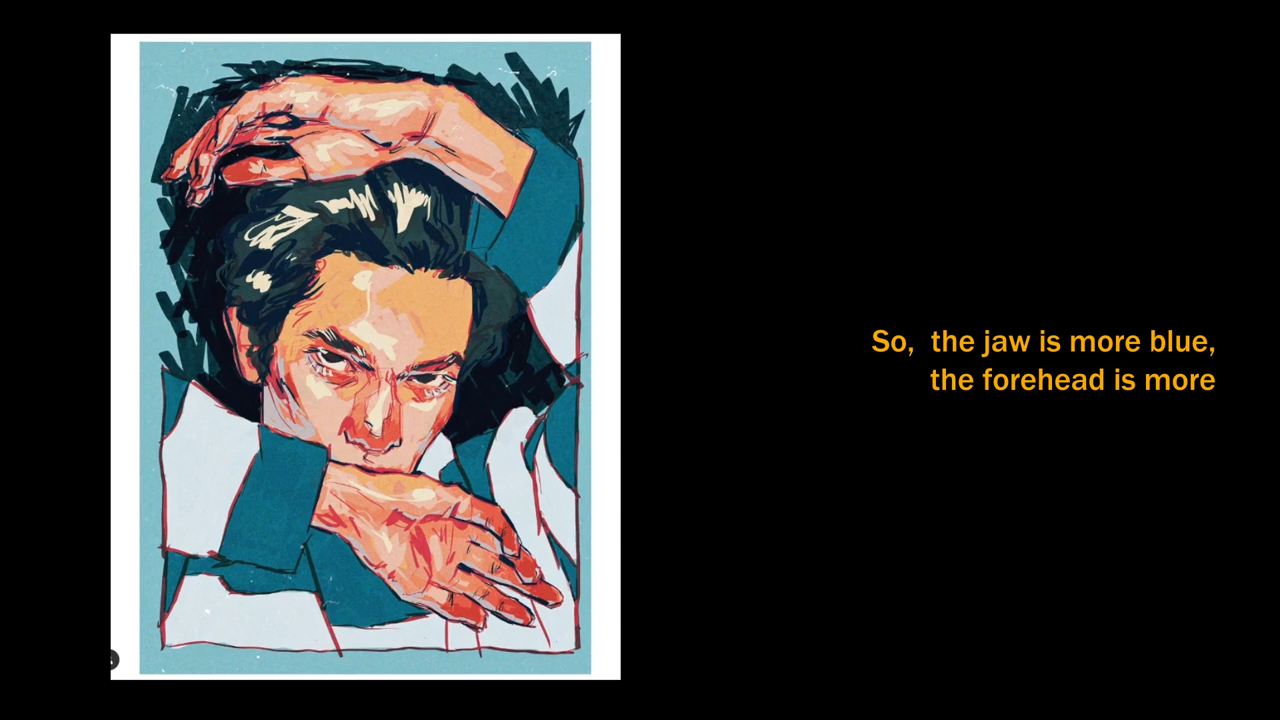 So, the jaw is more blue,
the forehead is more